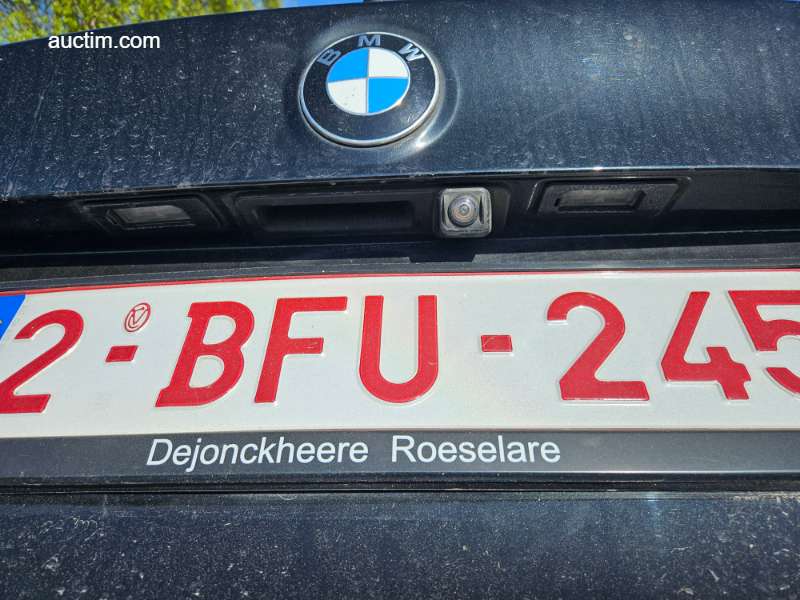 auctim.com
BMW
2-BFU-245
Dejonckheere Roeselare